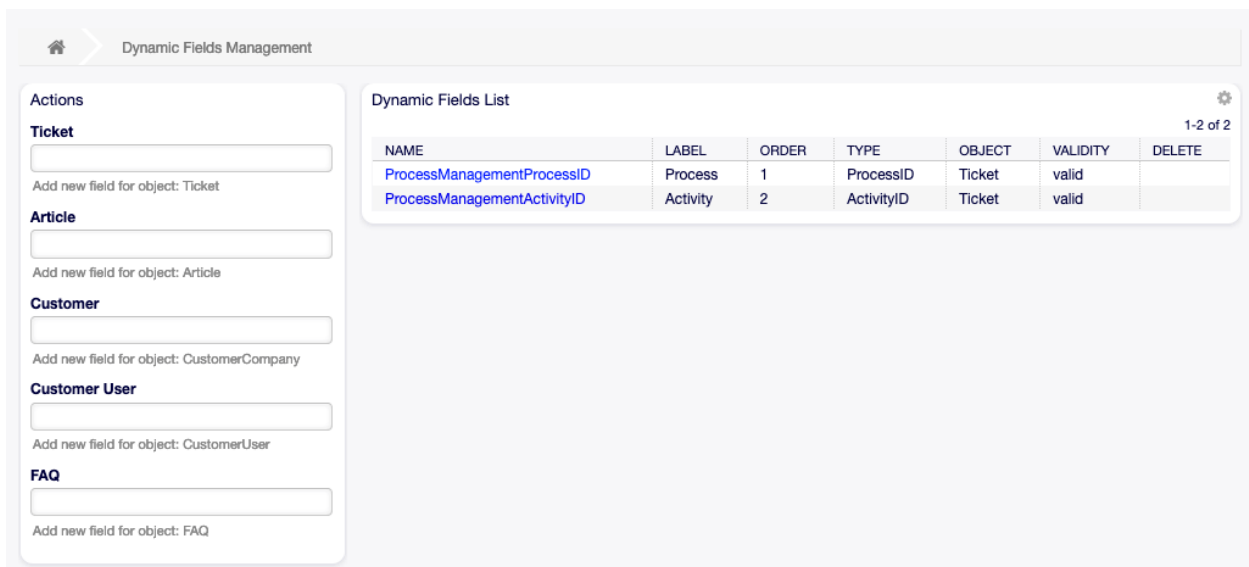 Dynamic Fields Management
Actions
Ticket
Add new field for object: Ticket
Article
Add new field for object: Article
Customer
Add new field for object: CustomerCompany
Customer User
Add new field for object: CustomerUser
FAQ
Add new field for object: FAQ
Dynamic Fields List
1-2 of 2
NAME LABEL ORDER TYPE OBJECT VALIDITY DELETE
ProcessManagementProcessID Process 1 ProcessID Ticket valid
ProcessManagementActivityID Activity 2 ActivityID Ticket valid